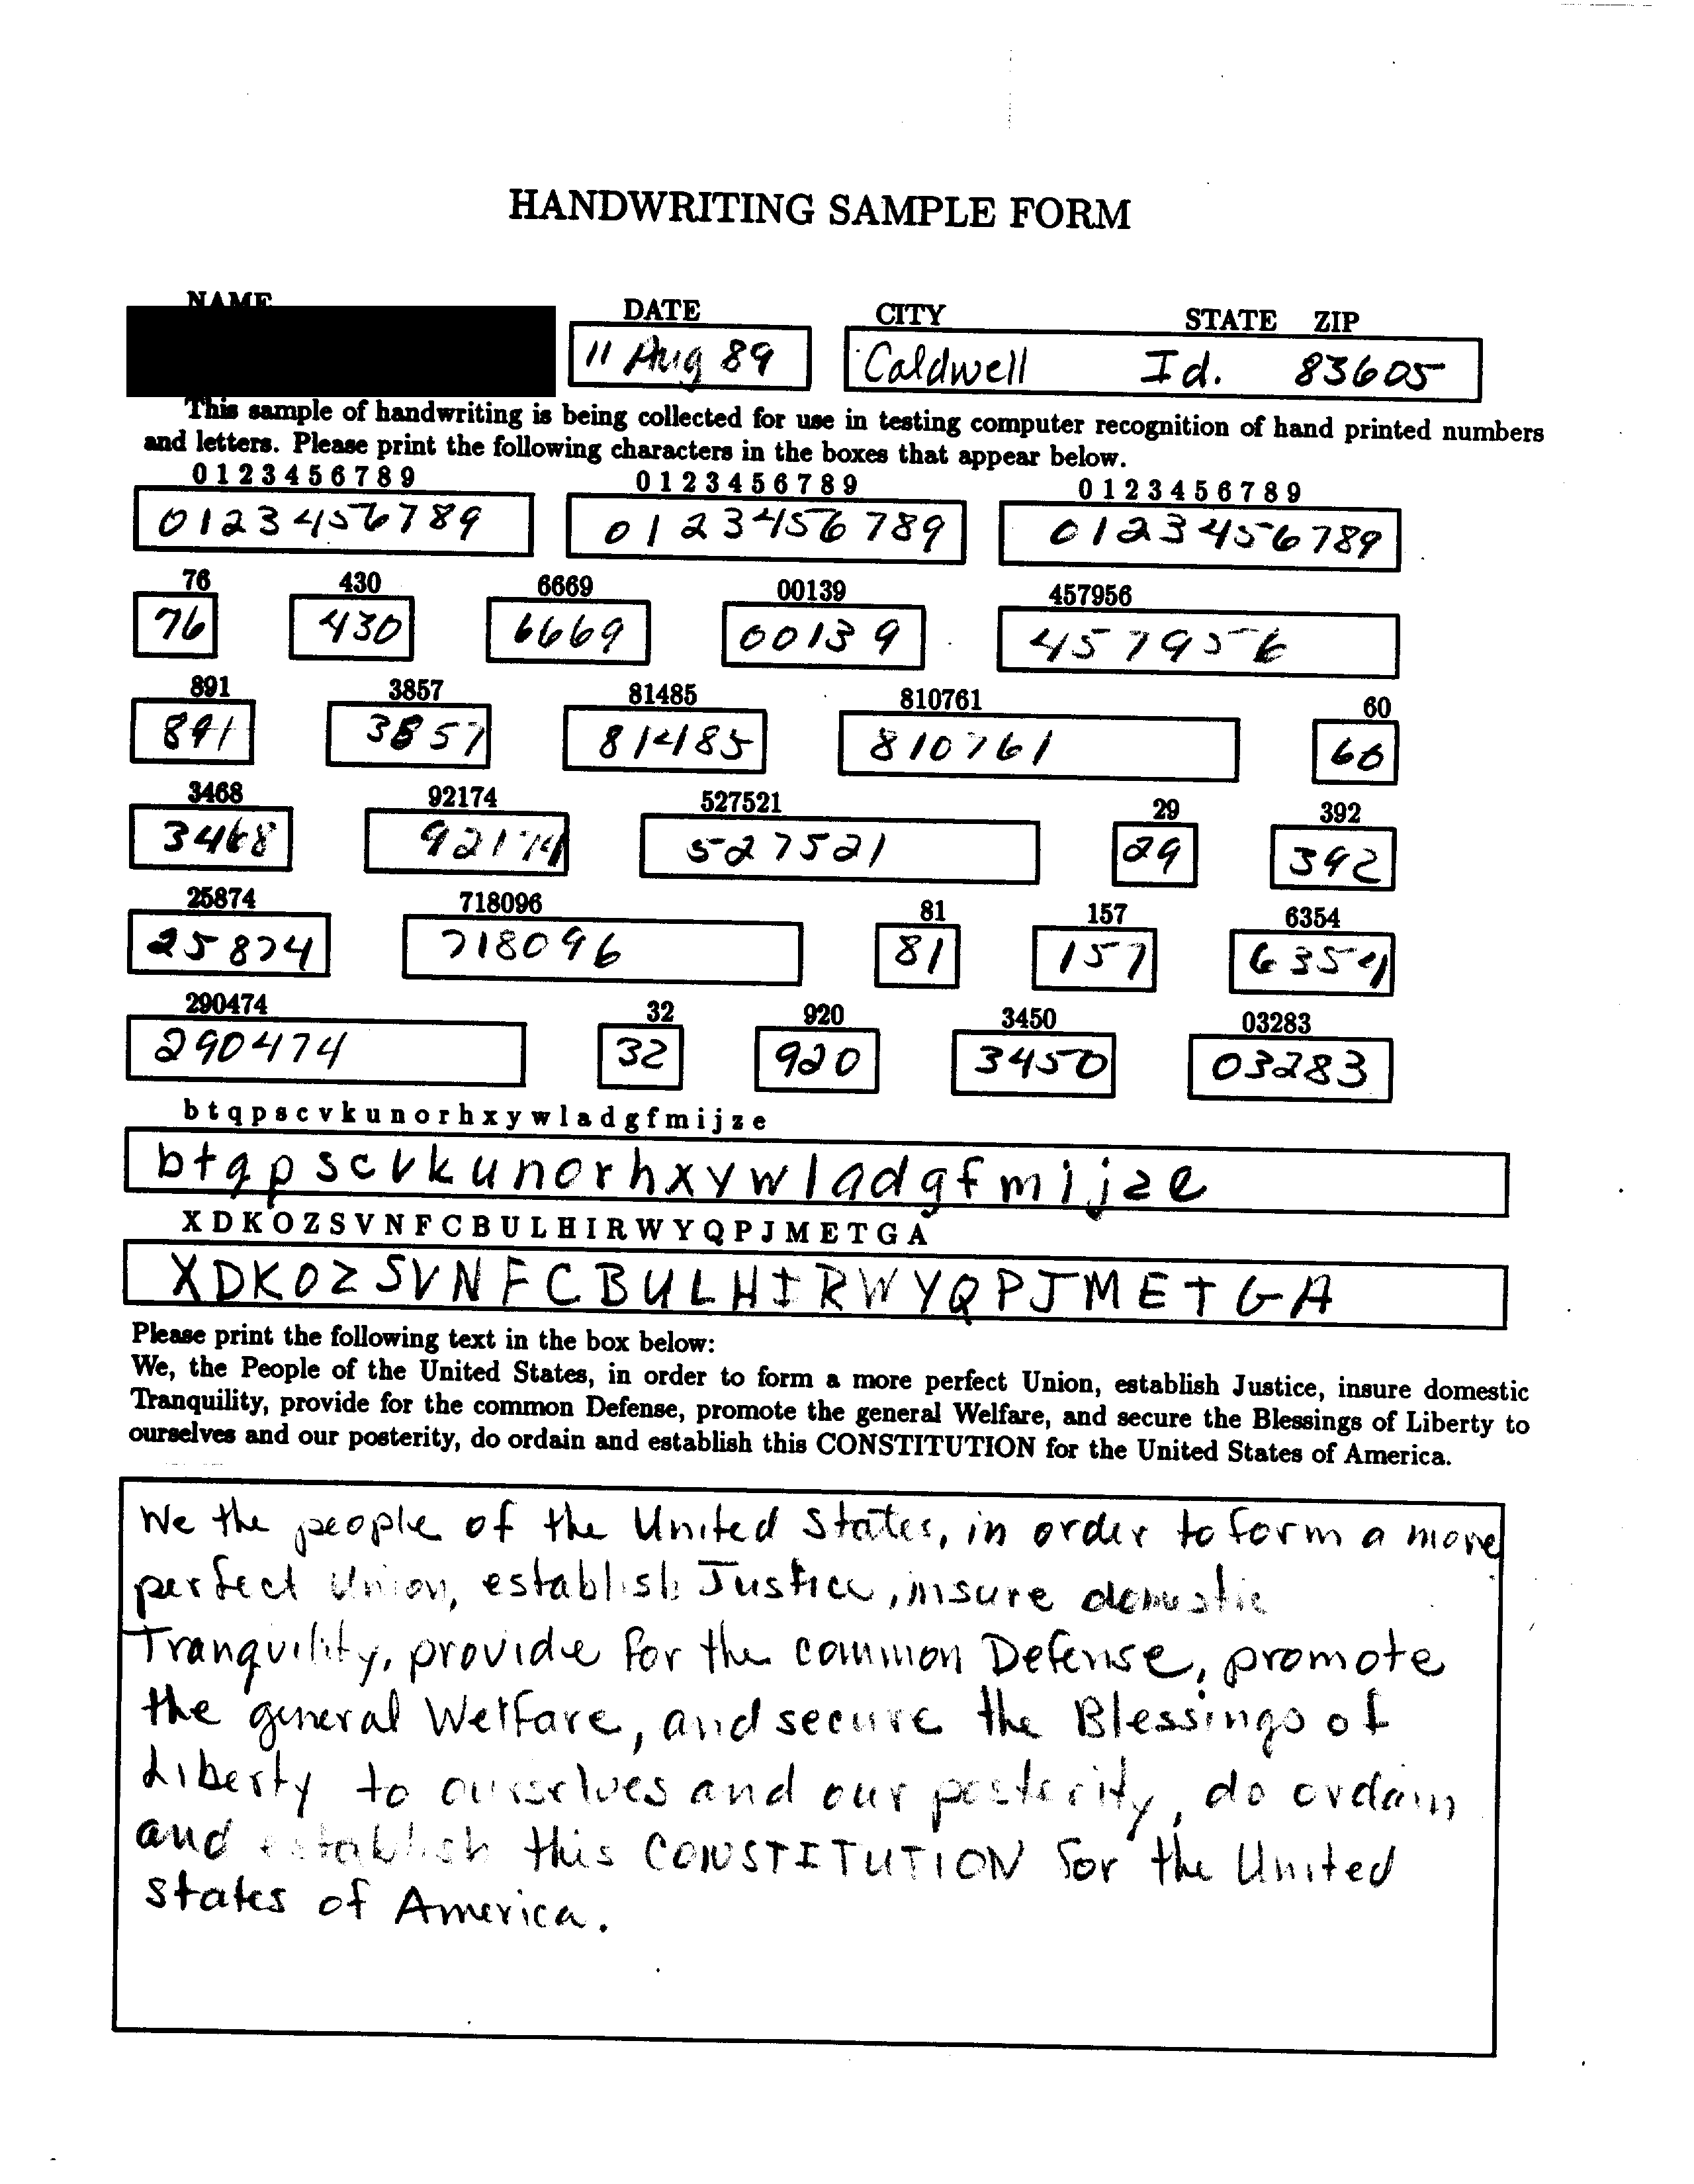 HANDWRITING SAMPLE FORM
NAME DATE CITY STATE ZIP
11 Aug 89 Caldwell Id. 83605
This sample of handwriting is being collected for use in testing computer recognition of hand printed numbers
and letters. Please print the following characters in the boxes that appear below.
0 1 2 3 4 5 6 7 8 9 0 1 2 3 4 5 6 7 8 9 0 1 2 3 4 5 6 7 8 9
0123456789 0123456789 0123456789
76 430 6669 00139 457956
76 430 6669 00139 457956
891 3857 81485 810761 60
891 3857 81485 810761 60
3468 92174 527521 29 392
3468 92174 527521 29 392
25874 718096 81 157 6354
25874 718096 81 157 6354
290474 32 920 3450 03283
290474 32 920 3450 03283
b t q p s c v k u n o r h x y w l a d g f m i j z e
btqpscvkunorhxywladgfmijze
X D K O Z S V N F C B U L H I R W Y Q P J M E T G A
XDKOZSVNFCBULHIRWYQPJMETGA
Please print the following text in the box below:
We, the People of the United States, in order to form a more perfect Union, establish Justice, insure domestic
Tranquility, provide for the common Defense, promote the general Welfare, and secure the Blessings of Liberty to
ourselves and our posterity, do ordain and establish this CONSTITUTION for the United States of America.
We the people of the United States, in order to form a more
perfect Union, establish Justice, insure domestic
Tranquility, provide for the common Defense, promote
the general Welfare, and secure the Blessings of
Liberty to ourselves and our posterity, do ordain
and establish this CONSTITUTION for the United
states of America.